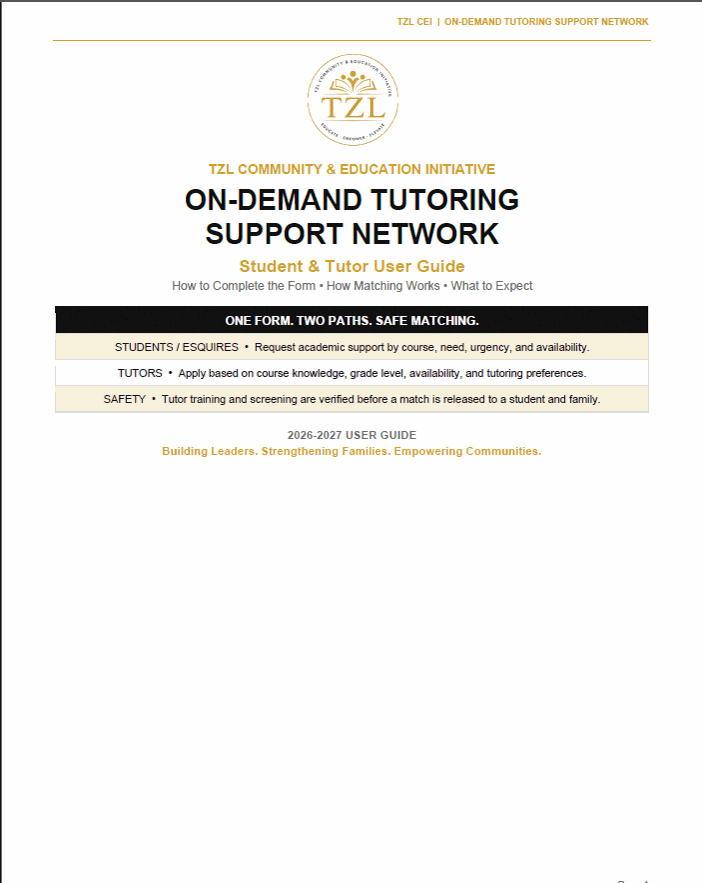 TZL CEI | ON-DEMAND TUTORING SUPPORT NETWORK
TZL COMMUNITY & EDUCATION INITIATIVE
TZL
EDUCATE · EMPOWER · ELEVATE
TZL COMMUNITY & EDUCATION INITIATIVE
ON-DEMAND TUTORING
SUPPORT NETWORK
Student & Tutor User Guide
How to Complete the Form • How Matching Works • What to Expect
ONE FORM. TWO PATHS. SAFE MATCHING.
STUDENTS / ESQUIRES • Request academic support by course, need, urgency, and availability.
TUTORS • Apply based on course knowledge, grade level, availability, and tutoring preferences.
SAFETY • Tutor training and screening are verified before a match is released to a student and family.
2026-2027 USER GUIDE
Building Leaders. Strengthening Families. Empowering Communities.